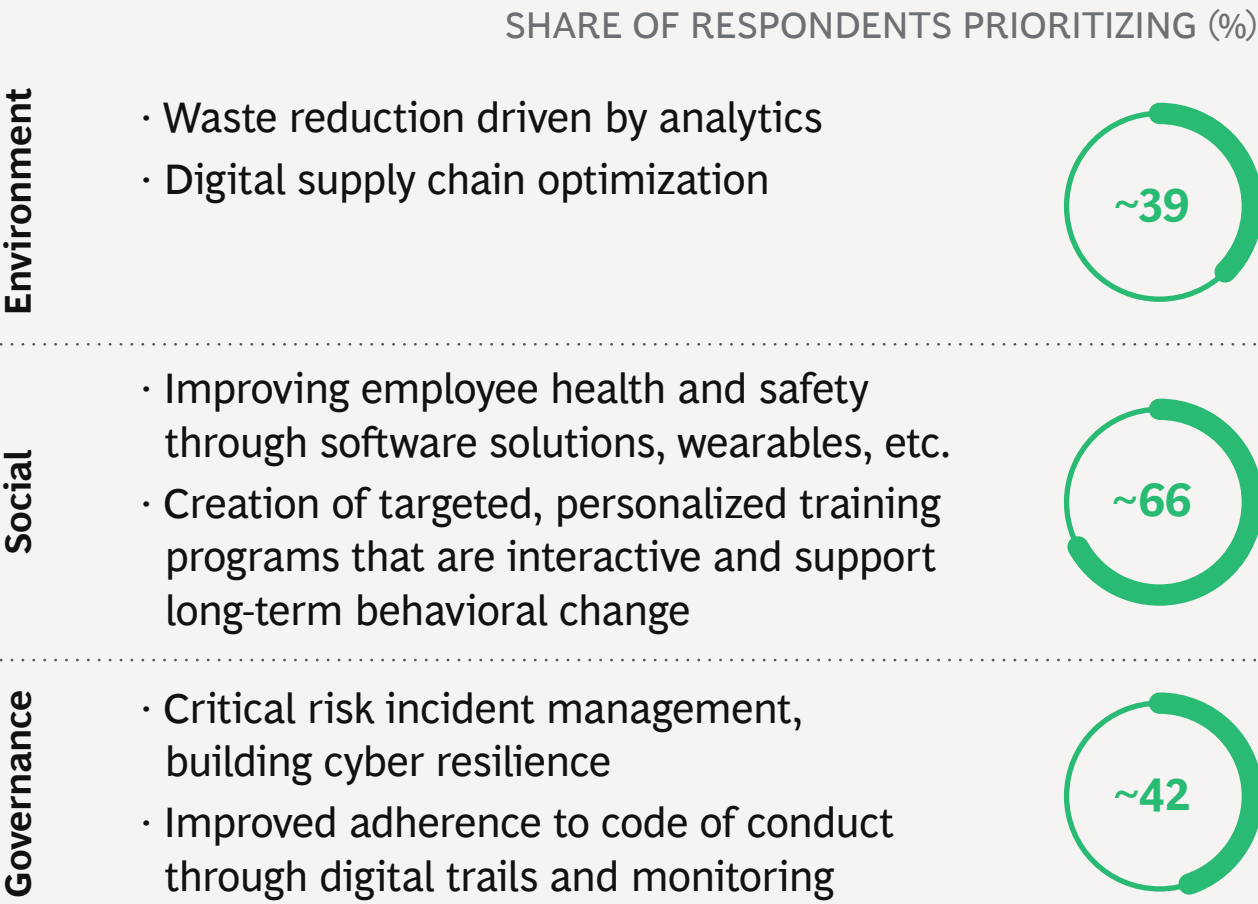 SHARE OF RESPONDENTS PRIORITIZING (%)
Environment
· Waste reduction driven by analytics
· Digital supply chain optimization
~39
Social
· Improving employee health and safety
through software solutions, wearables, etc.
· Creation of targeted, personalized training
programs that are interactive and support
long-term behavioral change
~66
Governance
· Critical risk incident management,
building cyber resilience
· Improved adherence to code of conduct
through digital trails and monitoring
~42